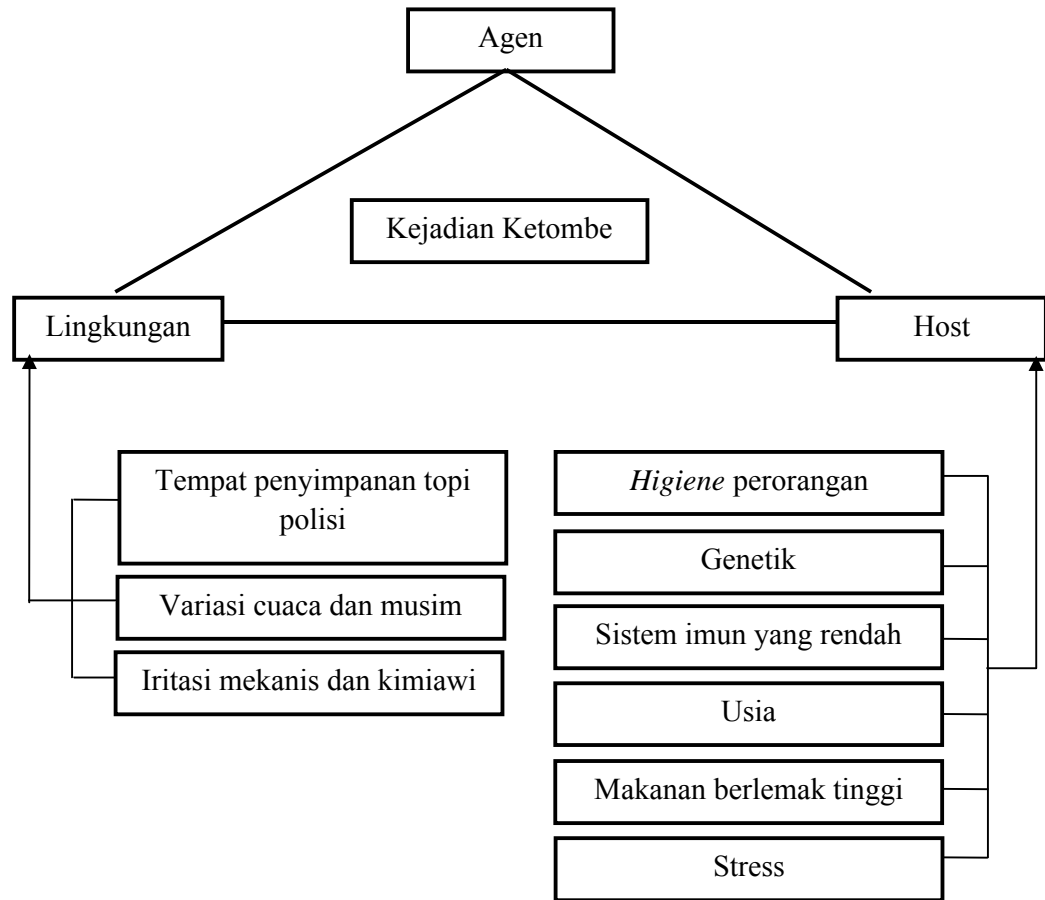 Agen
Kejadian Ketombe
Lingkungan
Host
Tempat penyimpanan topi
polisi
Variasi cuaca dan musim
Iritasi mekanis dan kimiawi
Higiene perorangan
Genetik
Sistem imun yang rendah
Usia
Makanan berlemak tinggi
Stress